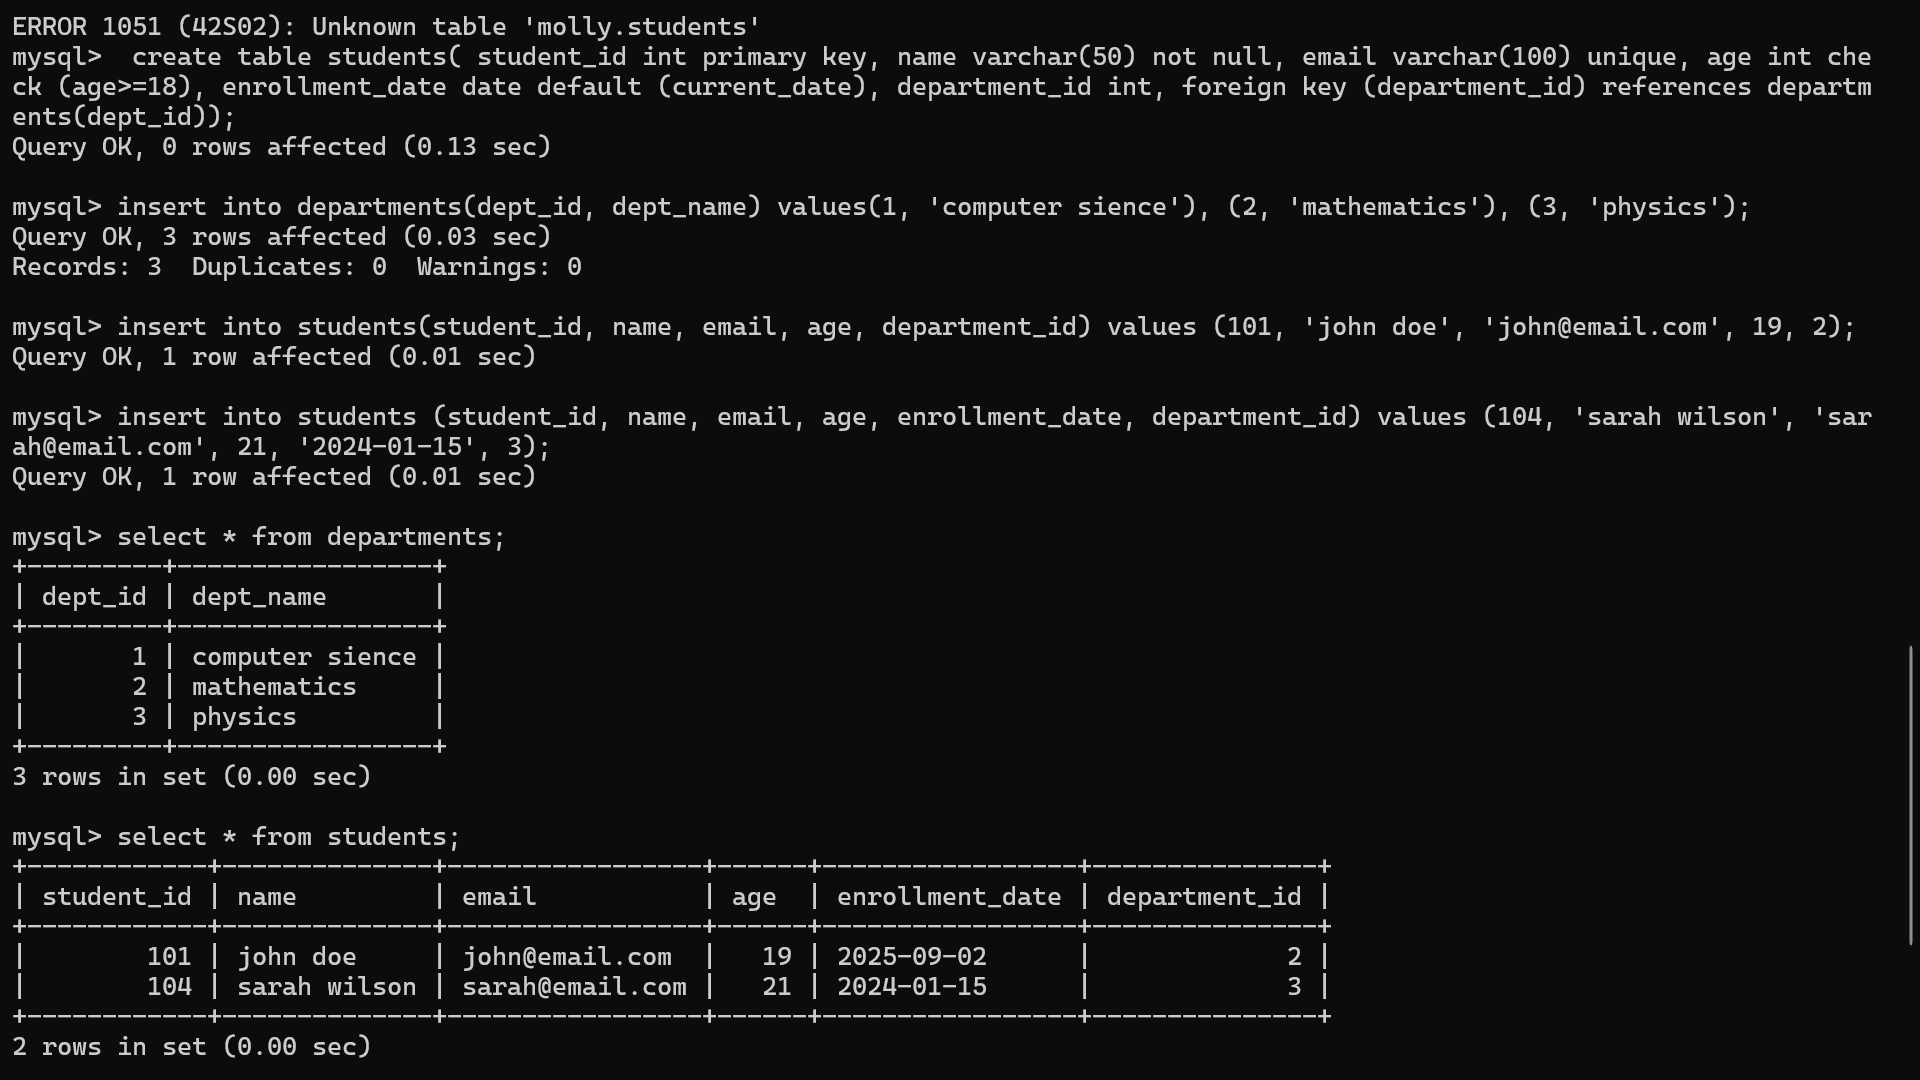 ERROR 1051 (42S02): Unknown table 'molly.students'
mysql>  create table students( student_id int primary key, name varchar(50) not null, email varchar(100) unique, age int che
ck (age>=18), enrollment_date date default (current_date), department_id int, foreign key (department_id) references departm
ents(dept_id));
Query OK, 0 rows affected (0.13 sec)

mysql> insert into departments(dept_id, dept_name) values(1, 'computer sience'), (2, 'mathematics'), (3, 'physics');
Query OK, 3 rows affected (0.03 sec)
Records: 3  Duplicates: 0  Warnings: 0

mysql> insert into students(student_id, name, email, age, department_id) values (101, 'john doe', 'john@email.com', 19, 2);
Query OK, 1 row affected (0.01 sec)

mysql> insert into students (student_id, name, email, age, enrollment_date, department_id) values (104, 'sarah wilson', 'sar
ah@email.com', 21, '2024-01-15', 3);
Query OK, 1 row affected (0.01 sec)

mysql> select * from departments;
+---------+-----------------+
| dept_id | dept_name       |
+---------+-----------------+
|       1 | computer sience |
|       2 | mathematics     |
|       3 | physics         |
+---------+-----------------+
3 rows in set (0.00 sec)

mysql> select * from students;
+------------+--------------+-----------------+------+-----------------+---------------+
| student_id | name         | email           | age  | enrollment_date | department_id |
+------------+--------------+-----------------+------+-----------------+---------------+
|        101 | john doe     | john@email.com  |   19 | 2025-09-02      |             2 |
|        104 | sarah wilson | sarah@email.com |   21 | 2024-01-15      |             3 |
+------------+--------------+-----------------+------+-----------------+---------------+
2 rows in set (0.00 sec)